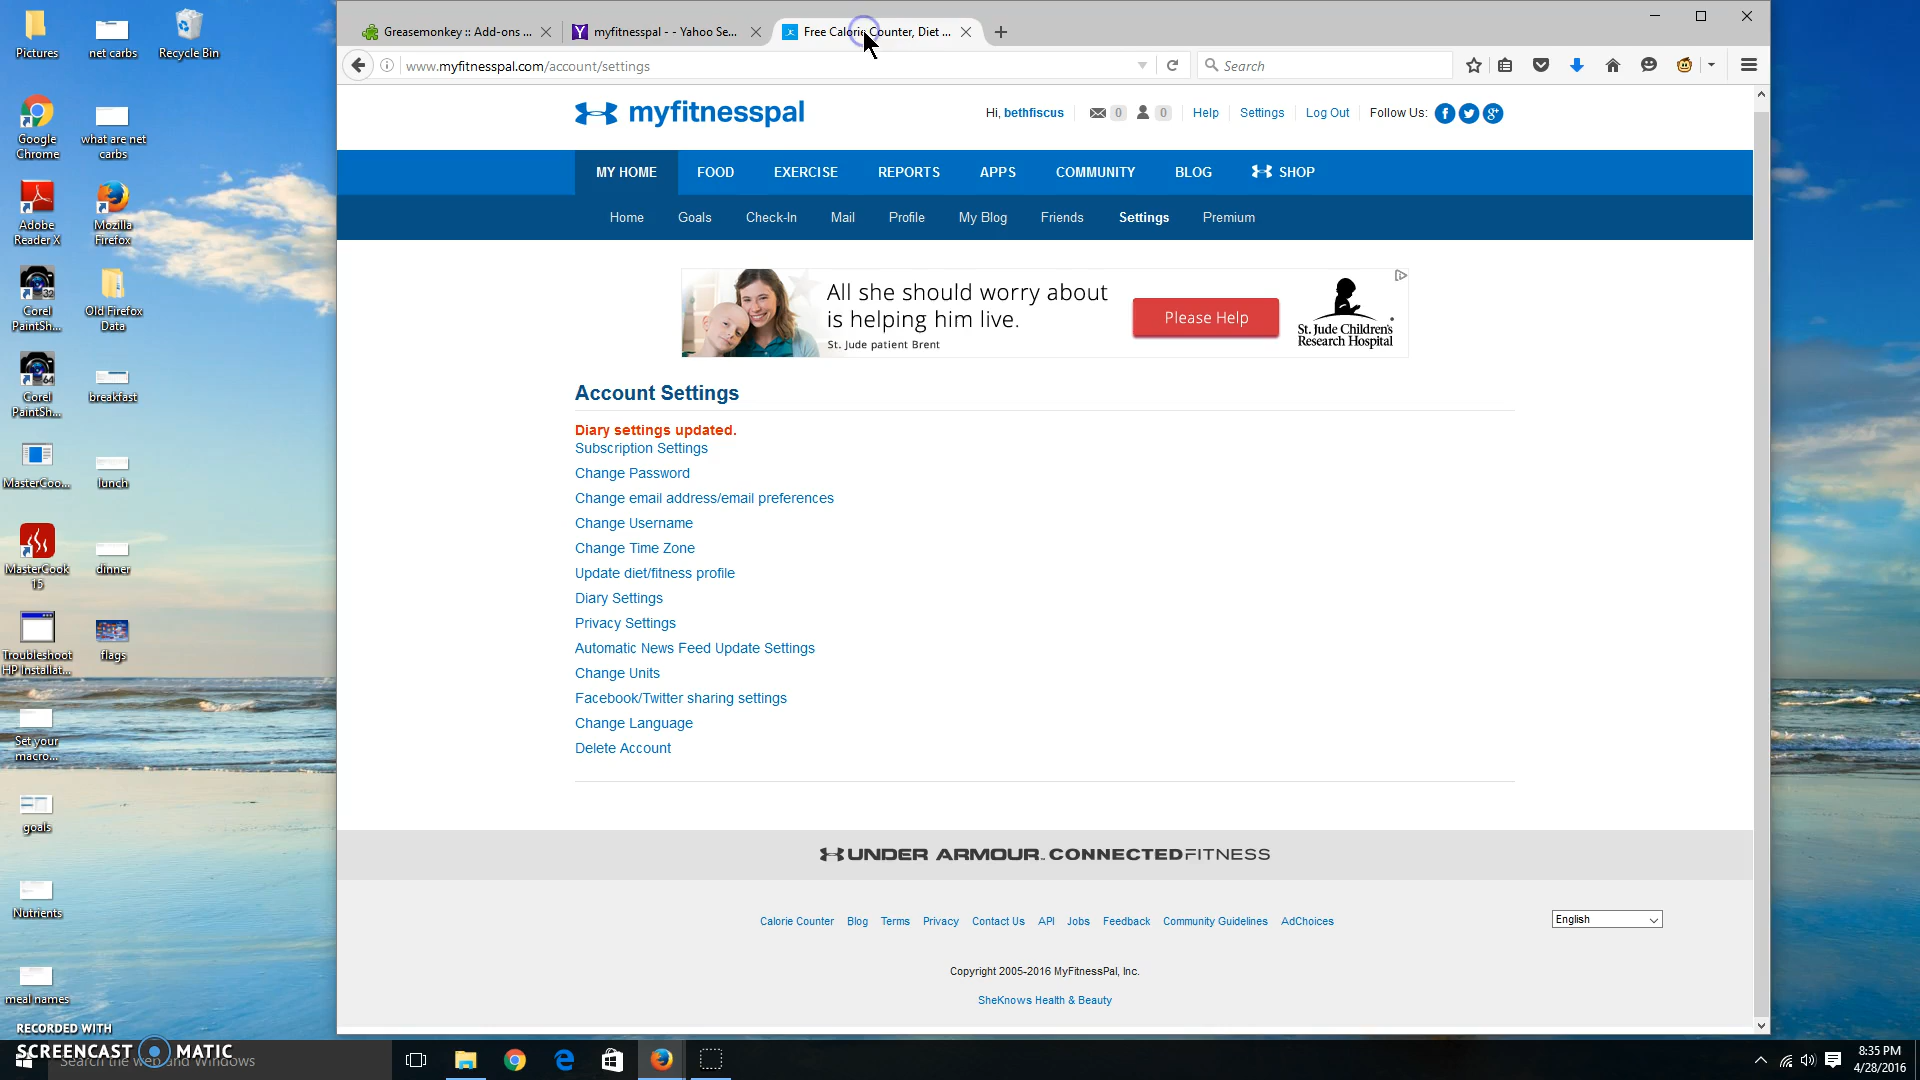 Pictures
net carbs
Recycle Bin
Google Chrome
what are net carbs
Adobe Reader X
Mozilla Firefox
Corel PaintSh...
Old Firefox Data
Corel PaintSh...
breakfast
MasterCoo...
lunch
MasterCook 15
dinner
Troubleshoot HP Installat...
flags
Set your macro...
goals
Nutrients
meal names
RECORDED WITH
SCREENCAST MATIC
Search the web and Windows
Greasemonkey :: Add-ons ...
myfitnesspal - - Yahoo Se...
Free Calorie Counter, Diet ...
www.myfitnesspal.com/account/settings
Search
myfitnesspal
Hi, bethfiscus 0 0 Help Settings Log Out Follow Us:
MY HOME FOOD EXERCISE REPORTS APPS COMMUNITY BLOG SHOP
Home Goals Check-In Mail Profile My Blog Friends Settings Premium
All she should worry about
is helping him live.
St. Jude patient Brent
Please Help
St. Jude Children's
Research Hospital
Account Settings
Diary settings updated.
Subscription Settings
Change Password
Change email address/email preferences
Change Username
Change Time Zone
Update diet/fitness profile
Diary Settings
Privacy Settings
Automatic News Feed Update Settings
Change Units
Facebook/Twitter sharing settings
Change Language
Delete Account
UNDER ARMOUR CONNECTEDFITNESS
Calorie Counter Blog Terms Privacy Contact Us API Jobs Feedback Community Guidelines AdChoices
English
Copyright 2005-2016 MyFitnessPal, Inc.
SheKnows Health & Beauty
8:35 PM
4/28/2016